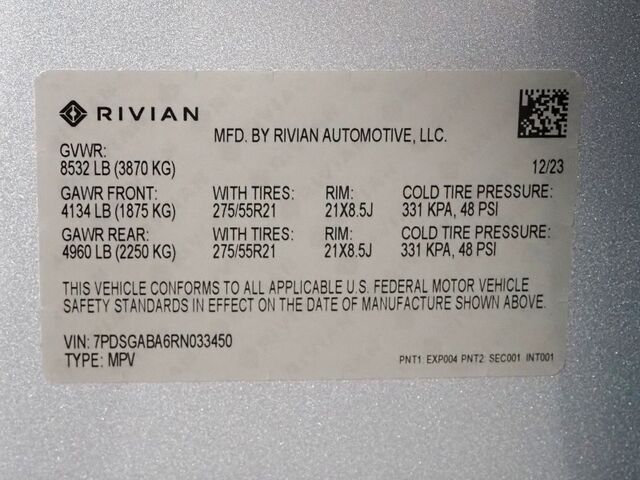 RIVIAN
MFD. BY RIVIAN AUTOMOTIVE, LLC.
GVWR:
8532 LB (3870 KG) 12/23
GAWR FRONT: WITH TIRES: RIM: COLD TIRE PRESSURE:
4134 LB (1875 KG) 275/55R21 21X8.5J 331 KPA, 48 PSI
GAWR REAR: WITH TIRES: RIM: COLD TIRE PRESSURE:
4960 LB (2250 KG) 275/55R21 21X8.5J 331 KPA, 48 PSI
THIS VEHICLE CONFORMS TO ALL APPLICABLE U.S. FEDERAL MOTOR VEHICLE
SAFETY STANDARDS IN EFFECT ON THE DATE OF MANUFACTURE SHOWN ABOVE.
VIN: 7PDSGABA6RN033450
TYPE: MPV PNT1 EXP004 PNT2 SEC001 INT001